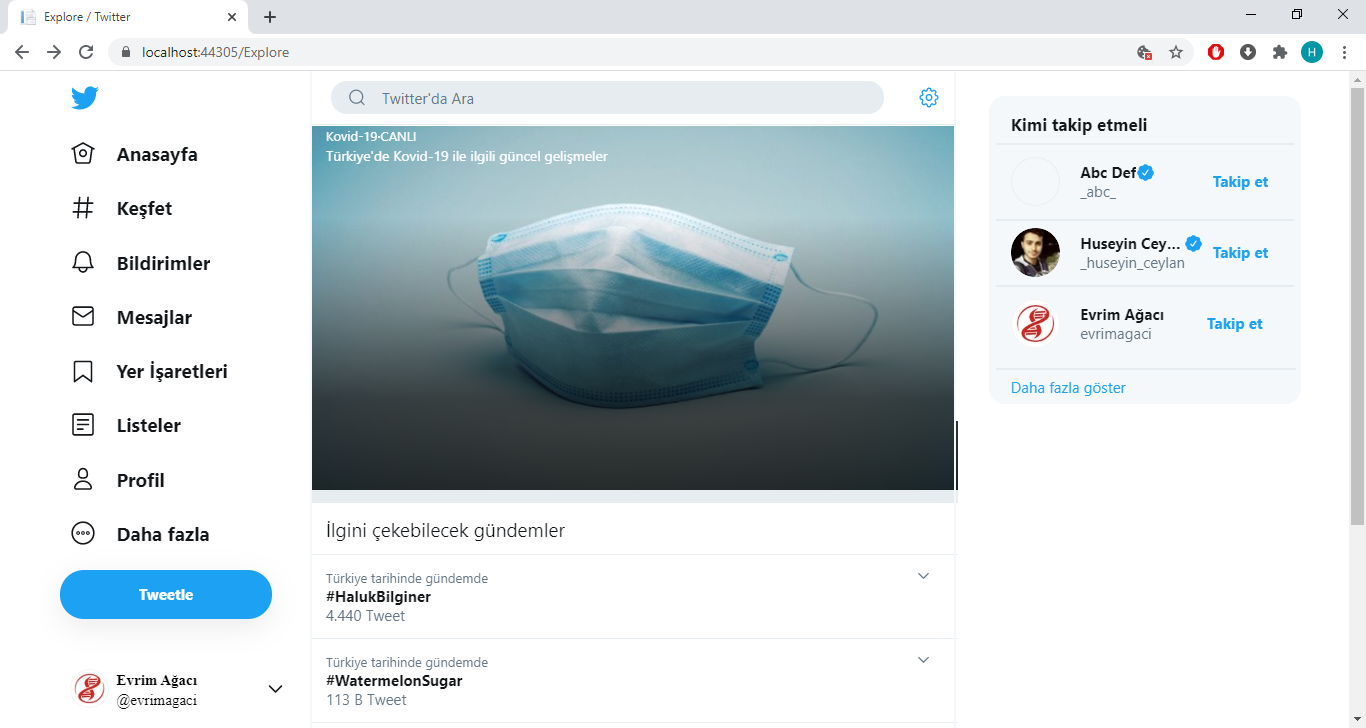 Explore / Twitter
localhost:44305/Explore
H
Anasayfa
Keşfet
Bildirimler
Mesajlar
Yer İşaretleri
Listeler
Profil
Daha fazla
Tweetle
Evrim Ağacı
@evrimagaci
Twitter'da Ara
Kovid-19·CANLI
Türkiye'de Kovid-19 ile ilgili güncel gelişmeler
İlgini çekebilecek gündemler
Türkiye tarihinde gündemde
#HalukBilginer
4.440 Tweet
Türkiye tarihinde gündemde
#WatermelonSugar
113 B Tweet
Kimi takip etmeli
Abc Def
_abc_
Takip et
Huseyin Cey...
_huseyin_ceylan
Takip et
Evrim Ağacı
evrimagaci
Takip et
Daha fazla göster